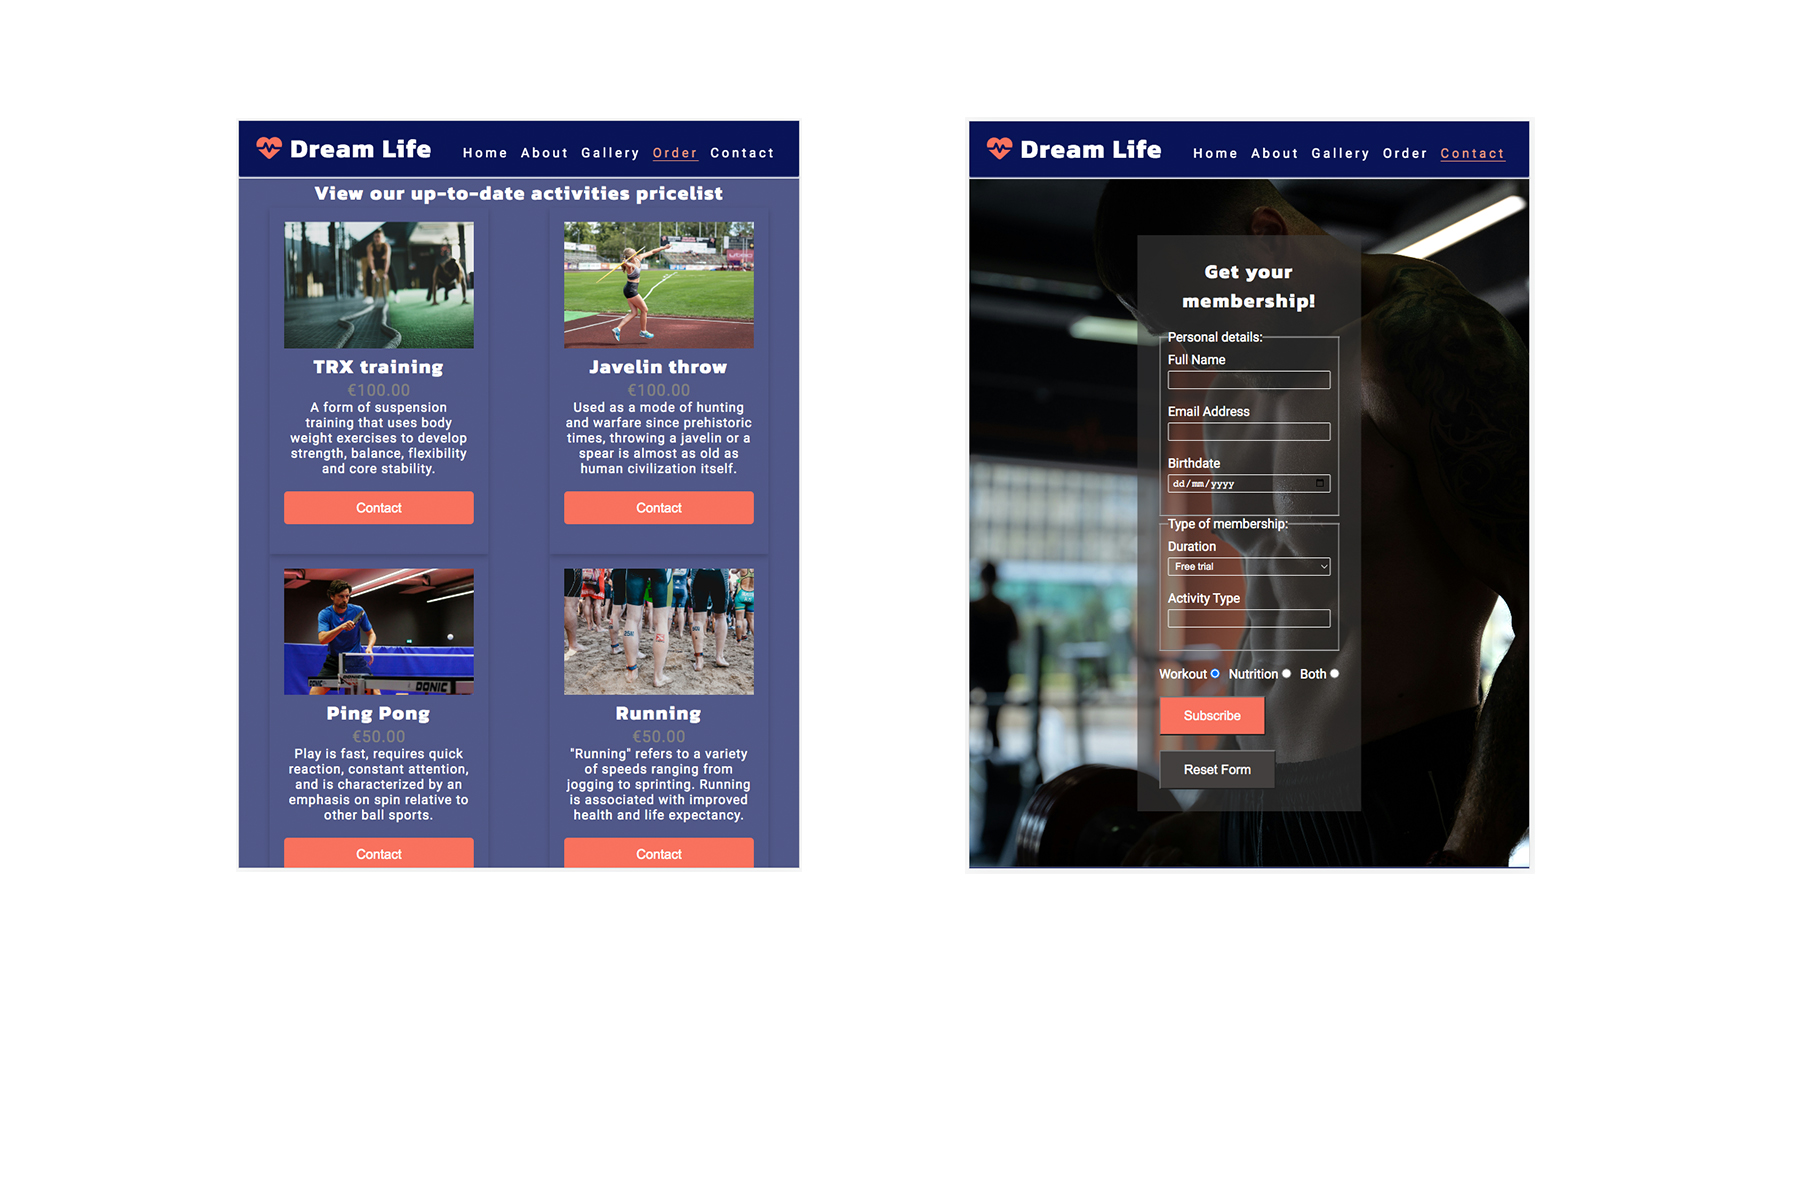 Dream Life
Home About Gallery Order Contact
View our up-to-date activities pricelist
TRX training
€100.00
A form of suspension
training that uses body
weight exercises to develop
strength, balance, flexibility
and core stability.
Contact
Javelin throw
€100.00
Used as a mode of hunting
and warfare since prehistoric
times, throwing a javelin or a
spear is almost as old as
human civilization itself.
Contact
DONIC
DONIC
Ping Pong
€50.00
Play is fast, requires quick
reaction, constant attention,
and is characterized by an
emphasis on spin relative to
other ball sports.
Contact
Running
€50.00
"Running" refers to a variety
of speeds ranging from
jogging to sprinting. Running
is associated with improved
health and life expectancy.
Contact
Dream Life
Home About Gallery Order Contact
Get your
membership!
Personal details:
Full Name
Email Address
Birthdate
dd/mm/yyyy
Type of membership:
Duration
Free trial
Activity Type
Workout Nutrition Both
Subscribe
Reset Form